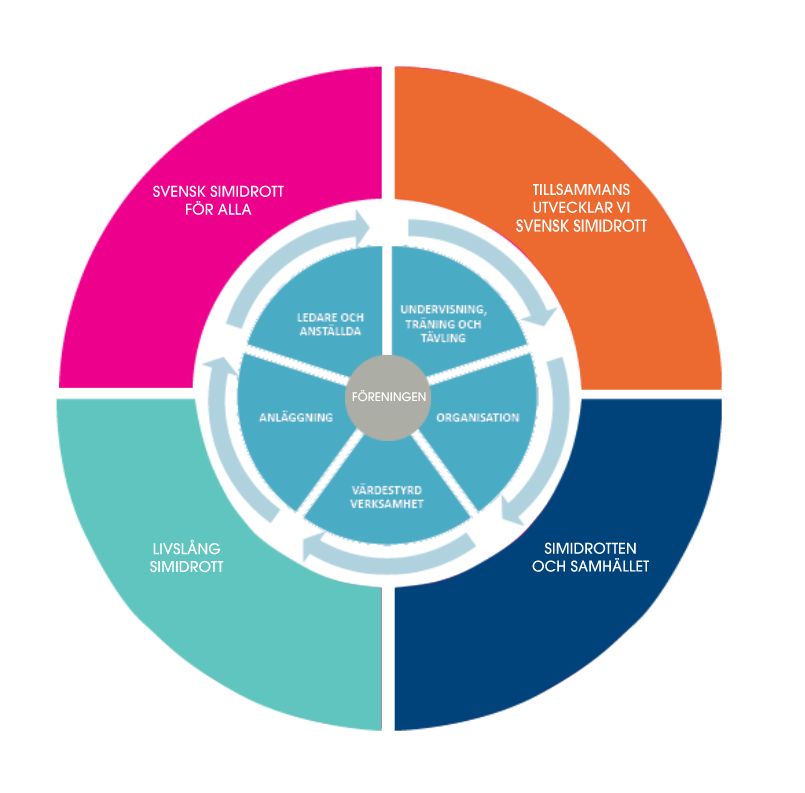 SVENSK SIMIDROTT
FÖR ALLA
TILLSAMMANS
UTVECKLAR VI
SVENSK SIMIDROTT
LEDARE OCH
ANSTÄLLDA
UNDERVISNING,
TRÄNING OCH
TÄVLING
FÖRENINGEN
ANLÄGGNING
ORGANISATION
VÄRDESTYRD
VERKSAMHET
LIVSLÅNG
SIMIDROTT
SIMIDROTTEN
OCH SAMHÄLLET